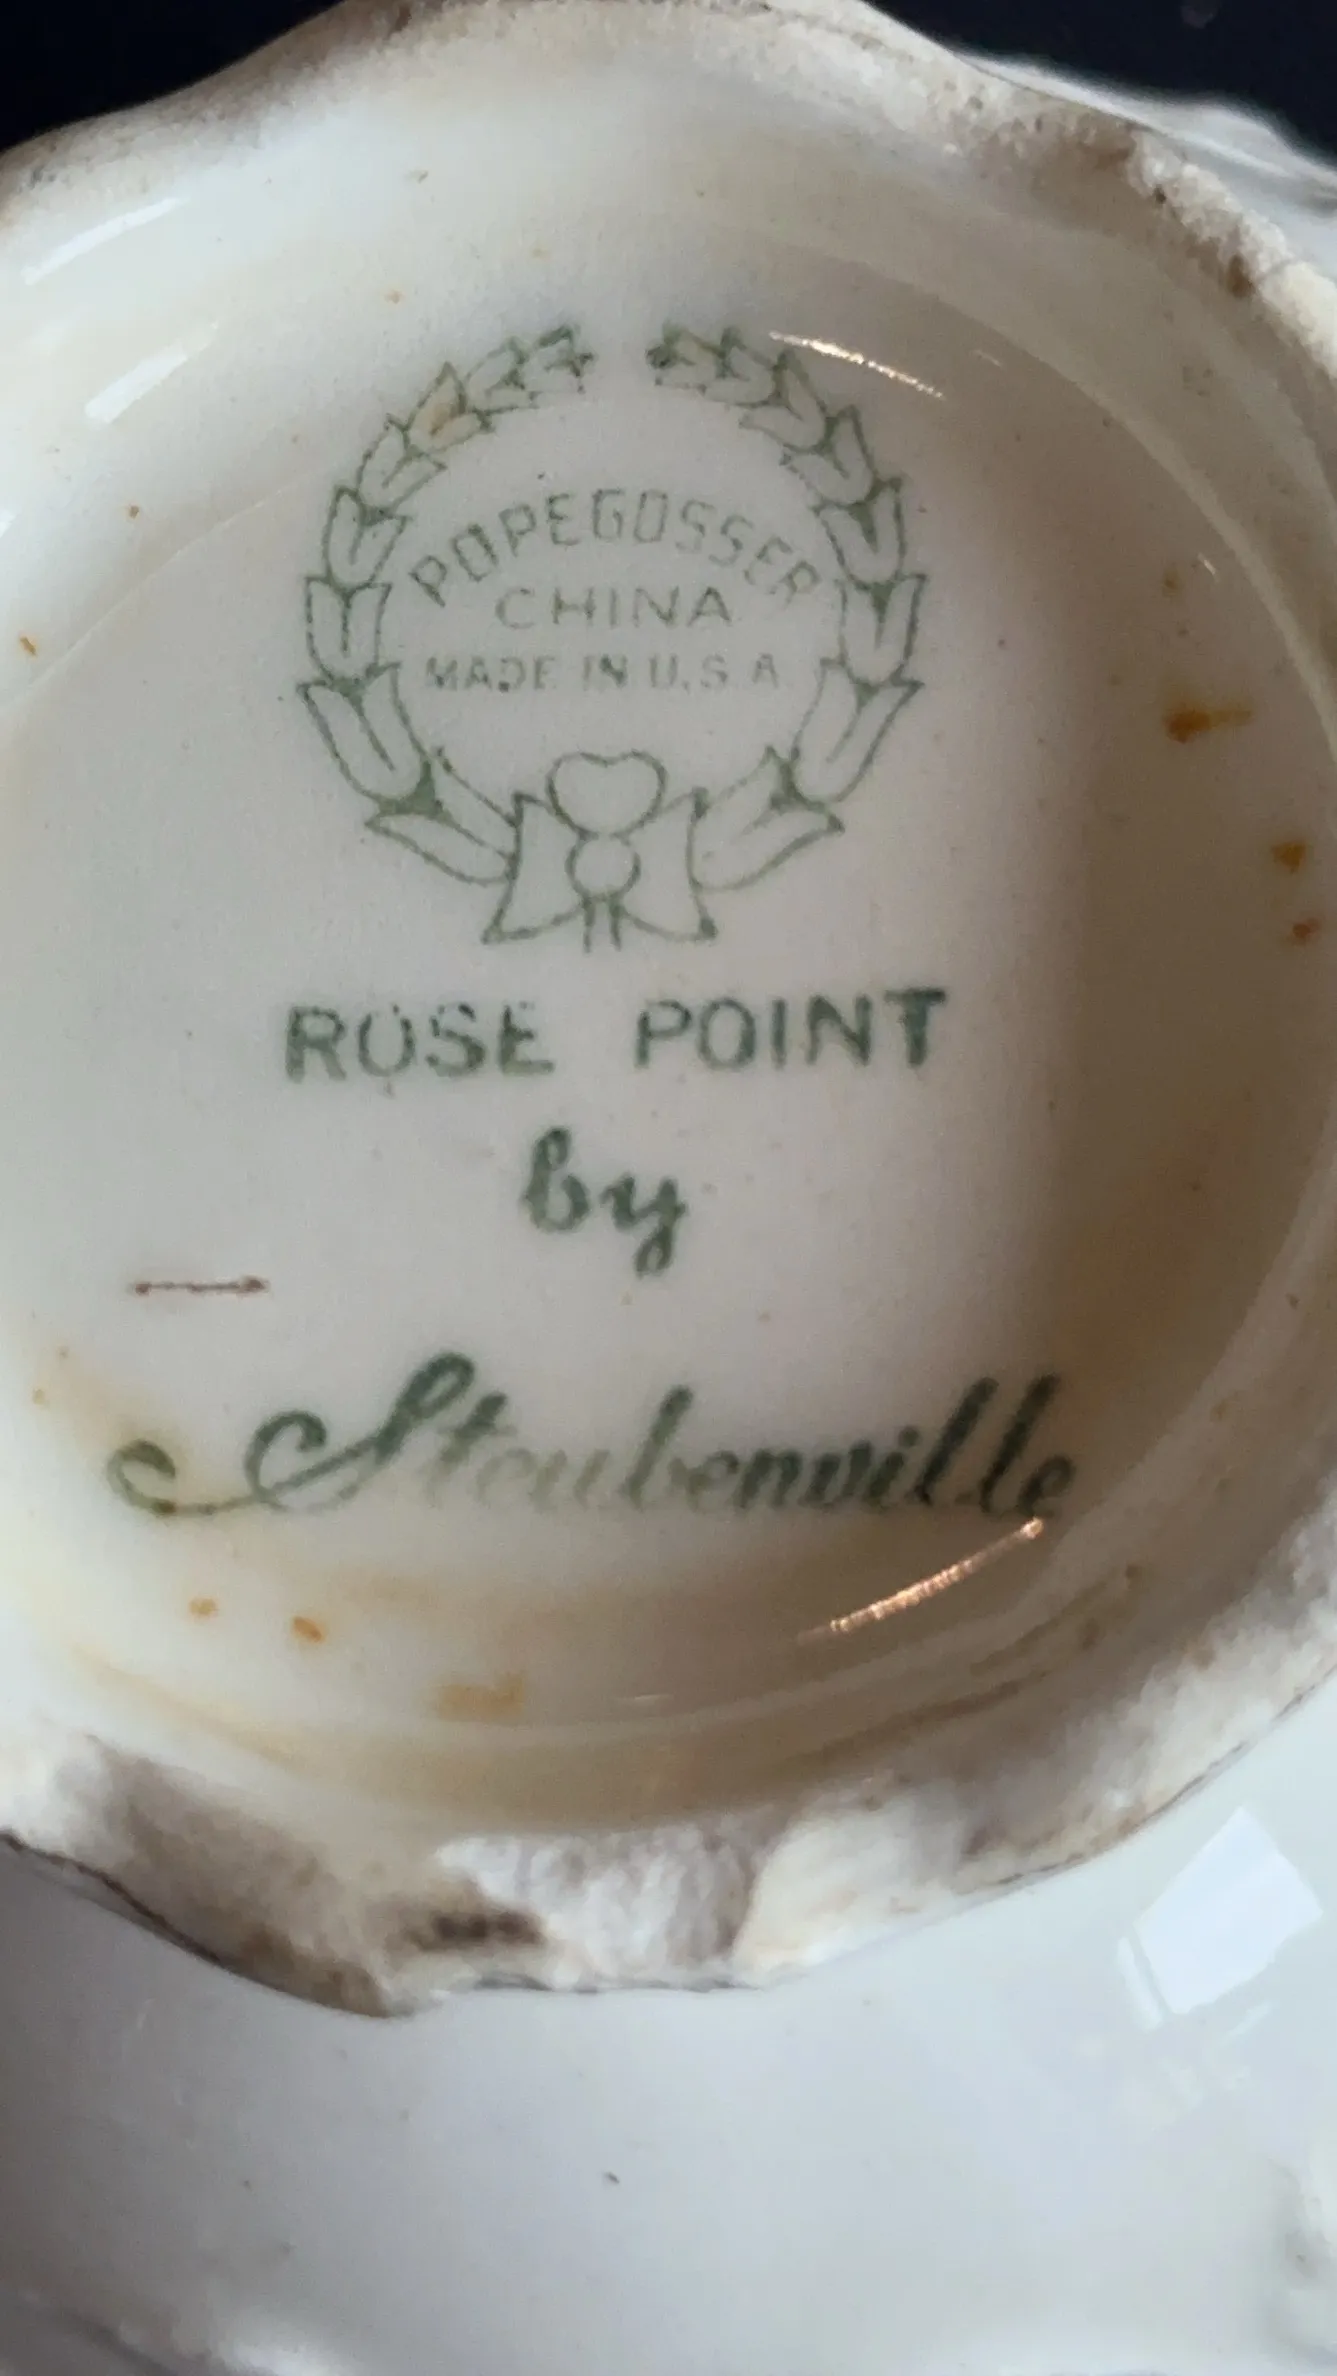 POPEGOSSER
CHINA
MADE IN U.S.A
ROSE POINT
by
Steubenville